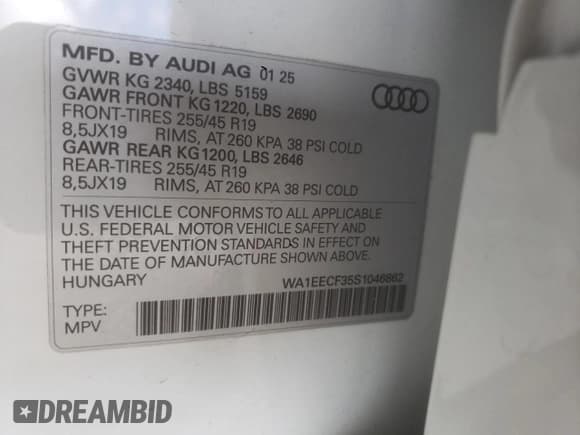 MFD. BY AUDI AG 01 25
GVWR KG 2340, LBS 5159
GAWR FRONT KG 1220, LBS 2690
FRONT-TIRES 255/45 R19
8,5JX19 RIMS, AT 260 KPA 38 PSI COLD
GAWR REAR KG1200, LBS 2646
REAR-TIRES 255/45 R19
8,5JX19 RIMS, AT 260 KPA 38 PSI COLD
THIS VEHICLE CONFORMS TO ALL APPLICABLE
U.S. FEDERAL MOTOR VEHICLE SAFETY AND
THEFT PREVENTION STANDARDS IN EFFECT ON
THE DATE OF MANUFACTURE SHOWN ABOVE.
HUNGARY WA1EECF35S1046862
TYPE:
MPV
DREAMBID